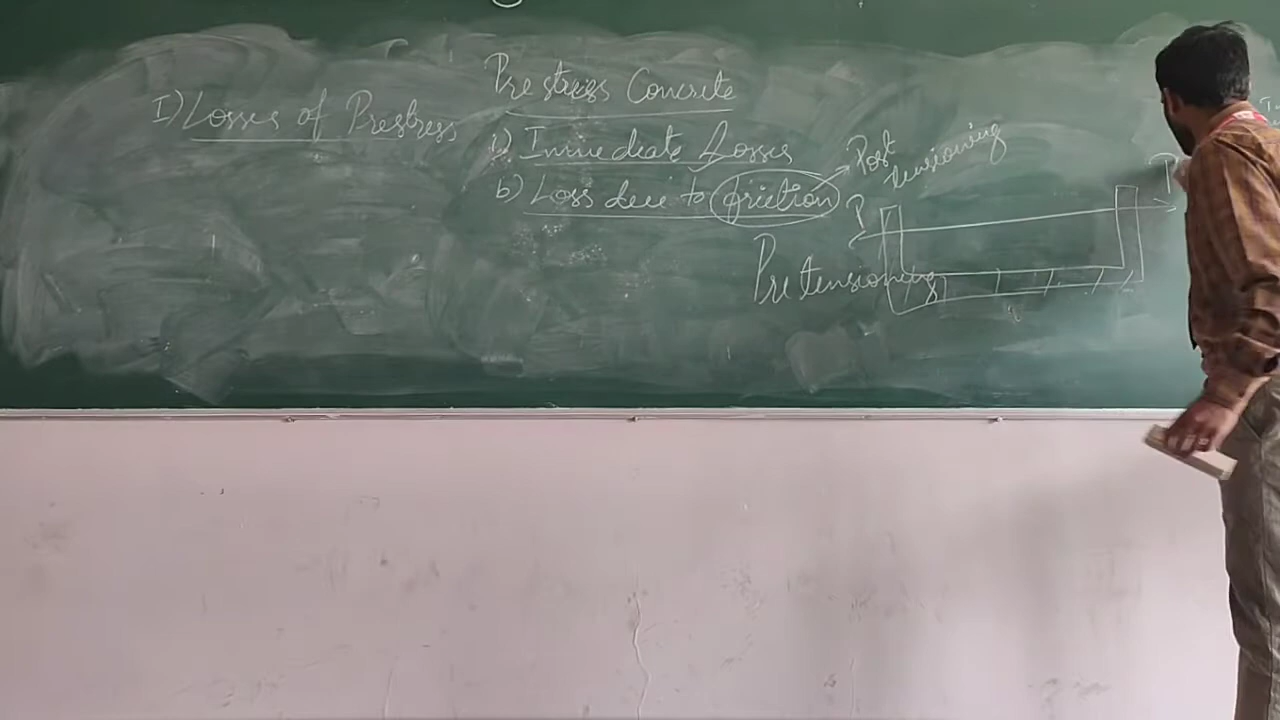 Prestress Concrete
I) Losses of Prestress
i) Immediate Losses
b) Loss due to friction
Post
tensioning
P
P
Pretensioning